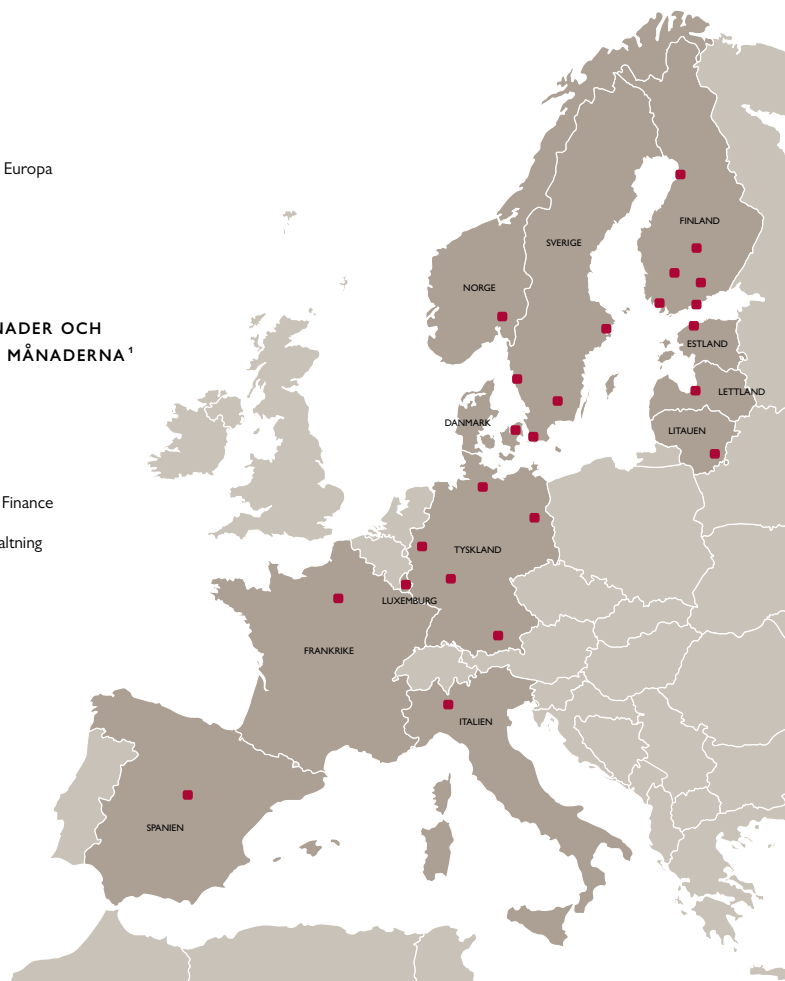 Europa
NADER OCH
MÅNADERNA¹
Finance
altning
FINLAND
SVERIGE
NORGE
ESTLAND
LETTLAND
DANMARK
LITAUEN
TYSKLAND
LUXEMBURG
FRANKRIKE
ITALIEN
SPANIEN